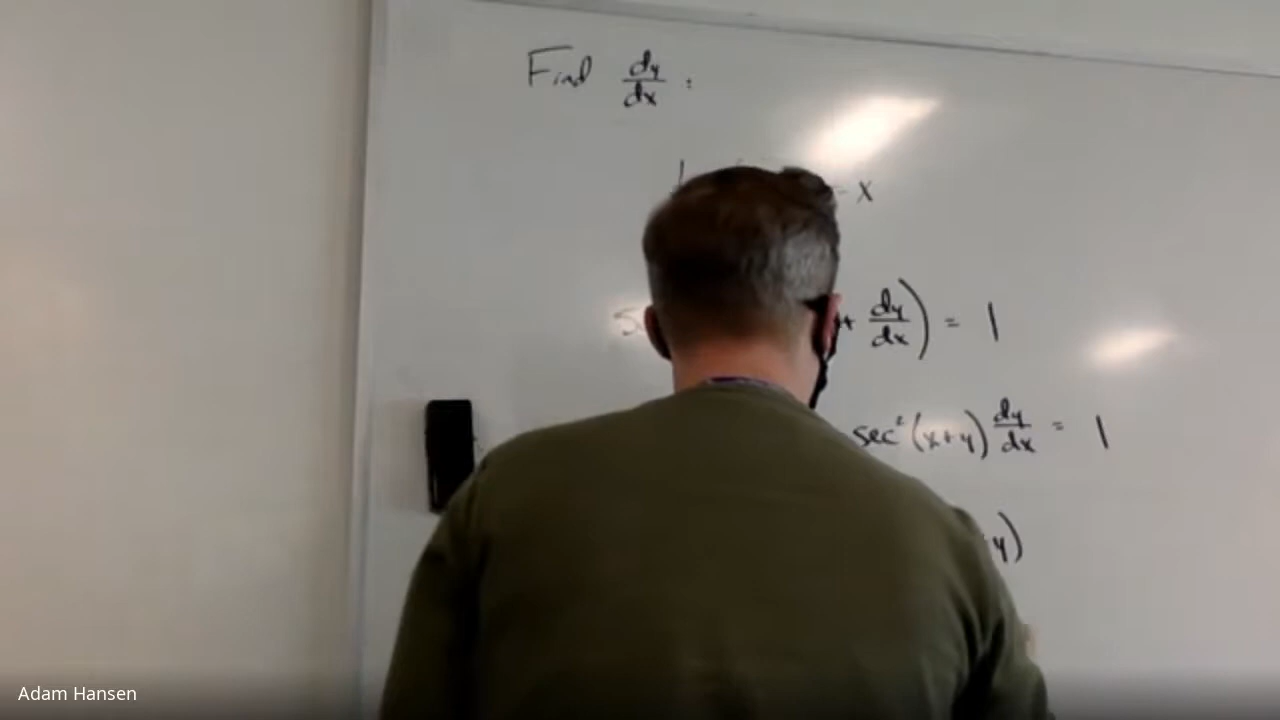 Find dy/dx :
= x
+ dy/dx) = 1
sec²(x+y) dy/dx = 1
y)
Adam Hansen